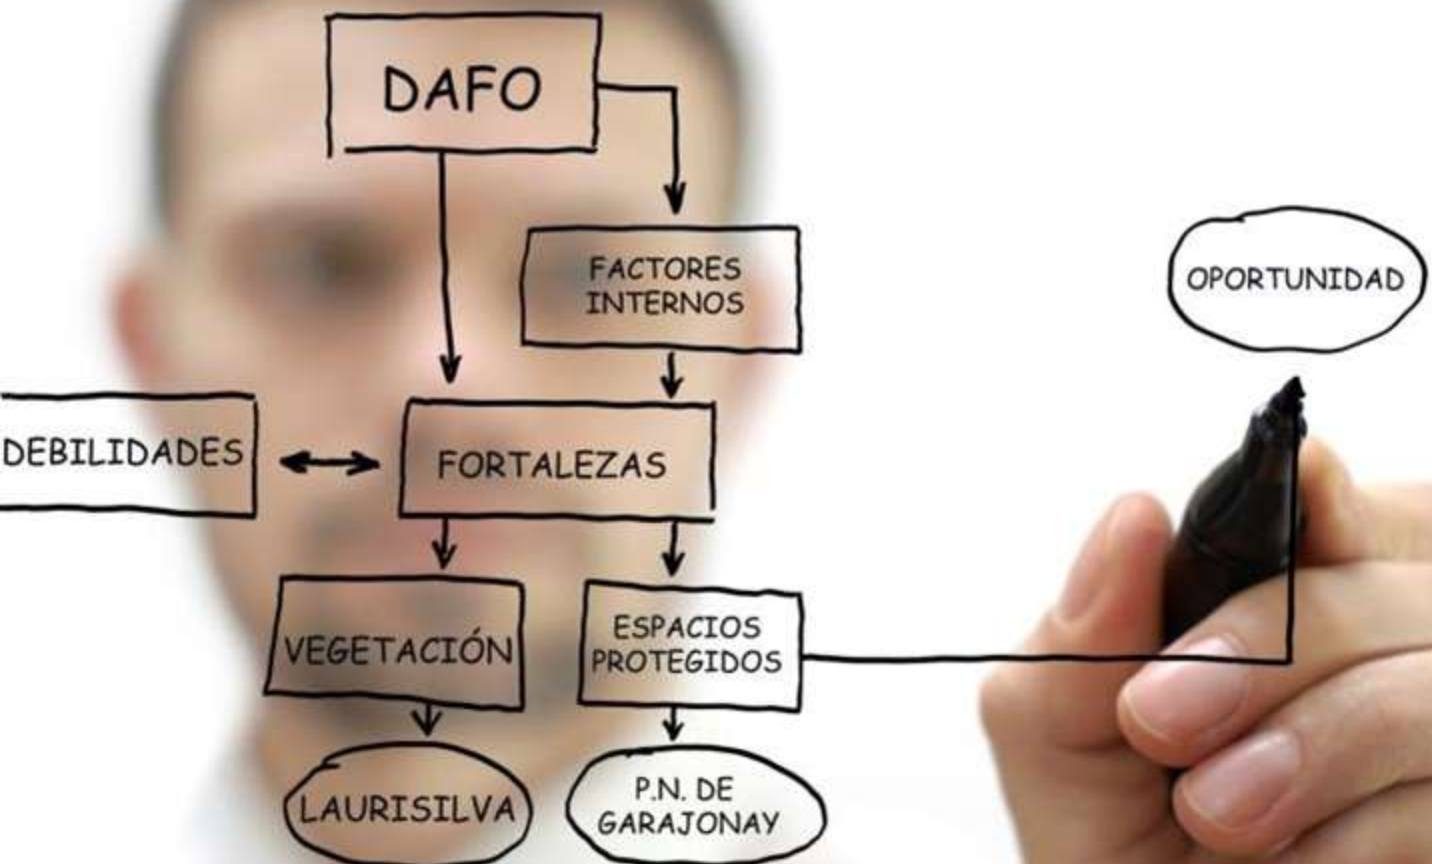 DAFO
FACTORES
INTERNOS
OPORTUNIDAD
DEBILIDADES
FORTALEZAS
VEGETACIÓN
ESPACIOS
PROTEGIDOS
LAURISILVA
P.N. DE
GARAJONAY